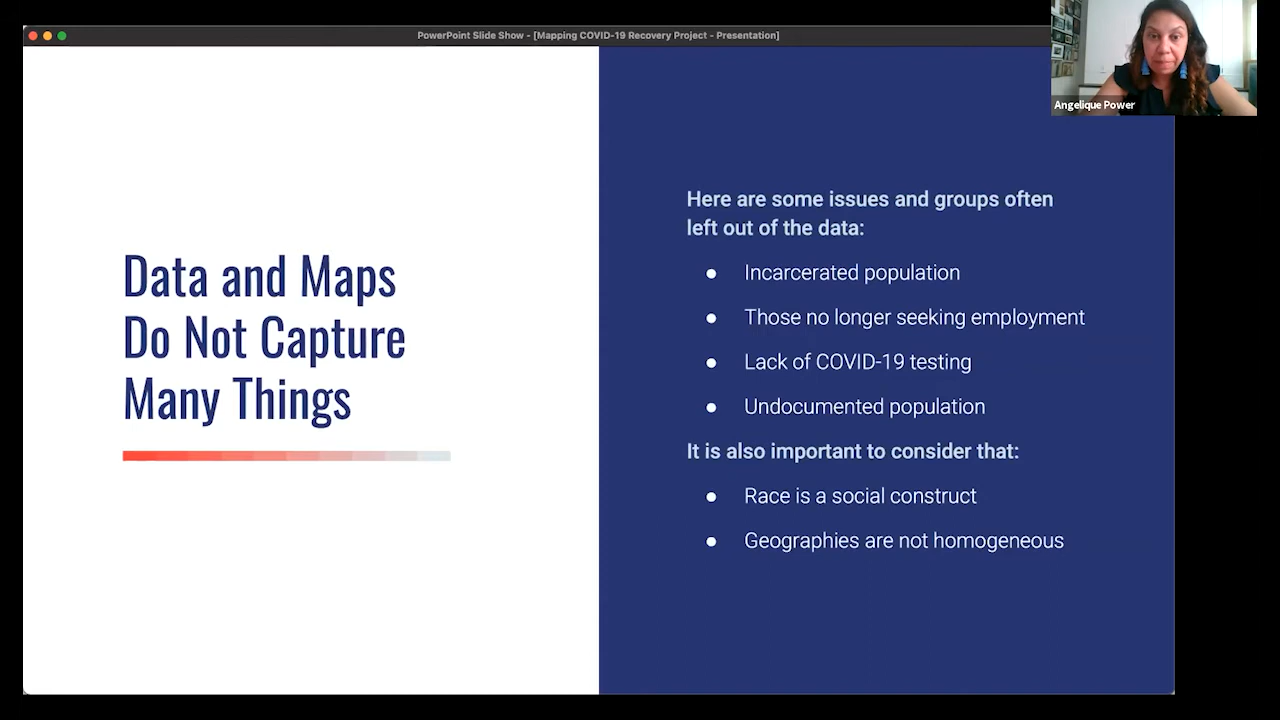 PowerPoint Slide Show - [Mapping COVID-19 Recovery Project - Presentation]
Angelique Power
Data and Maps
Do Not Capture
Many Things
Here are some issues and groups often
left out of the data:
● Incarcerated population
● Those no longer seeking employment
● Lack of COVID-19 testing
● Undocumented population
It is also important to consider that:
● Race is a social construct
● Geographies are not homogeneous